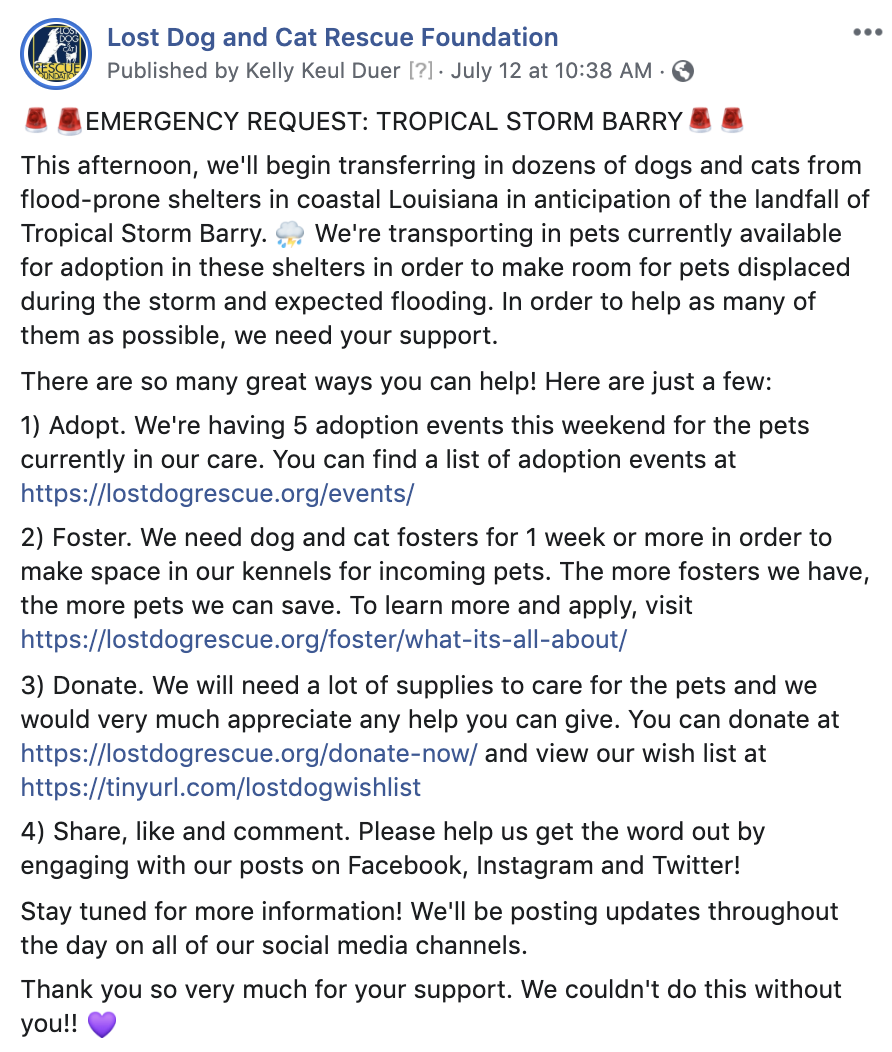 LOST
DOG
& CAT
RESCUE
FOUNDATION
Lost Dog and Cat Rescue Foundation
Published by Kelly Keul Duer [?] · July 12 at 10:38 AM ·
🚨 🚨EMERGENCY REQUEST: TROPICAL STORM BARRY🚨 🚨
This afternoon, we'll begin transferring in dozens of dogs and cats from
flood-prone shelters in coastal Louisiana in anticipation of the landfall of
Tropical Storm Barry. ⛈ We're transporting in pets currently available
for adoption in these shelters in order to make room for pets displaced
during the storm and expected flooding. In order to help as many of
them as possible, we need your support.
There are so many great ways you can help! Here are just a few:
1) Adopt. We're having 5 adoption events this weekend for the pets
currently in our care. You can find a list of adoption events at
https://lostdogrescue.org/events/
2) Foster. We need dog and cat fosters for 1 week or more in order to
make space in our kennels for incoming pets. The more fosters we have,
the more pets we can save. To learn more and apply, visit
https://lostdogrescue.org/foster/what-its-all-about/
3) Donate. We will need a lot of supplies to care for the pets and we
would very much appreciate any help you can give. You can donate at
https://lostdogrescue.org/donate-now/ and view our wish list at
https://tinyurl.com/lostdogwishlist
4) Share, like and comment. Please help us get the word out by
engaging with our posts on Facebook, Instagram and Twitter!
Stay tuned for more information! We'll be posting updates throughout
the day on all of our social media channels.
Thank you so very much for your support. We couldn't do this without
you!! 💜